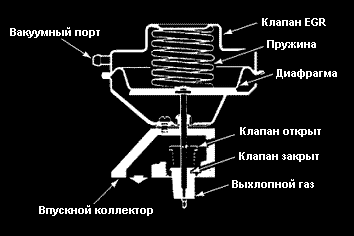 Клапан EGR
Вакуумный порт
Пружина
Диафрагма
Клапан открыт
Клапан закрыт
Выхлопной газ
Впускной коллектор